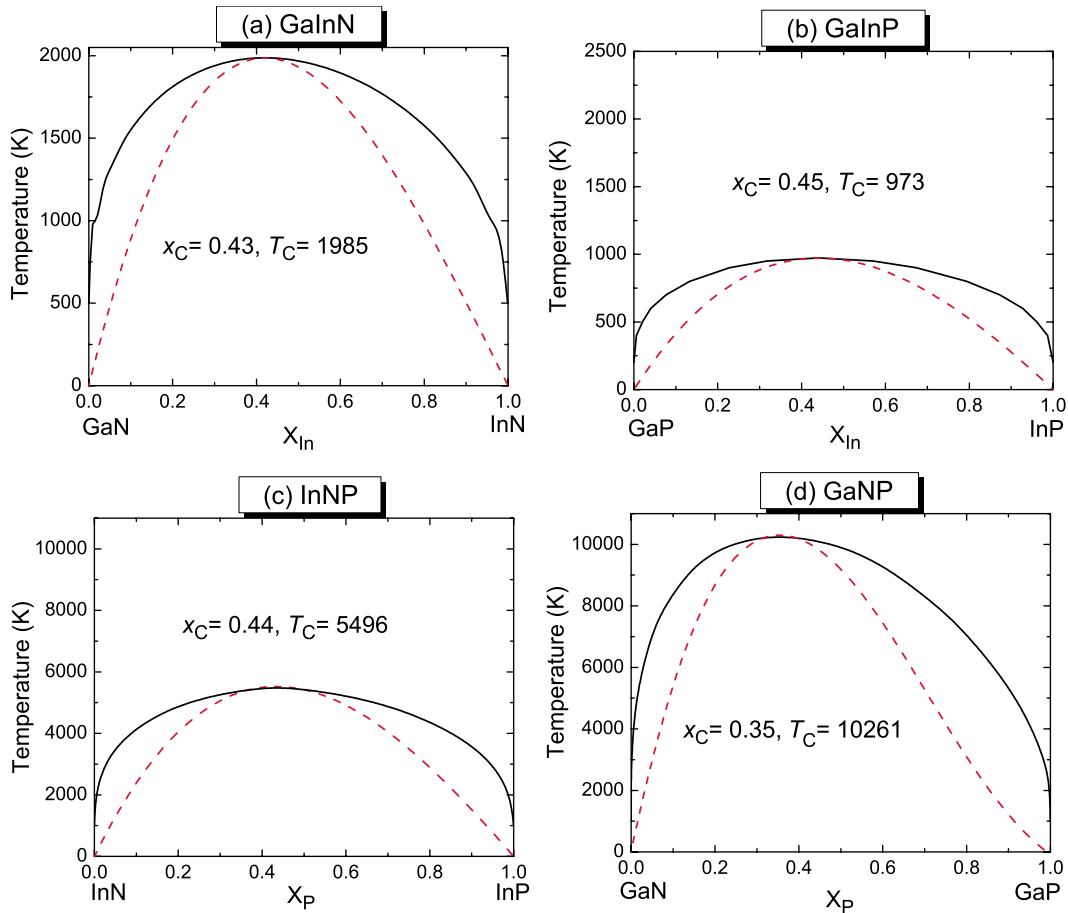 (a) GaInN
Temperature (K)
2000
1500
1000
500
0
x_C= 0.43, T_C= 1985
0.0 0.2 0.4 0.6 0.8 1.0
GaN X_In InN
(b) GaInP
Temperature (K)
2500
2000
1500
1000
500
0
x_C= 0.45, T_C= 973
0.0 0.2 0.4 0.6 0.8 1.0
GaP X_In InP
(c) InNP
Temperature (K)
10000
8000
6000
4000
2000
0
x_C= 0.44, T_C= 5496
0.0 0.2 0.4 0.6 0.8 1.0
InN X_P InP
(d) GaNP
Temperature (K)
10000
8000
6000
4000
2000
0
x_C= 0.35, T_C= 10261
0.0 0.2 0.4 0.6 0.8 1.0
GaN X_P GaP